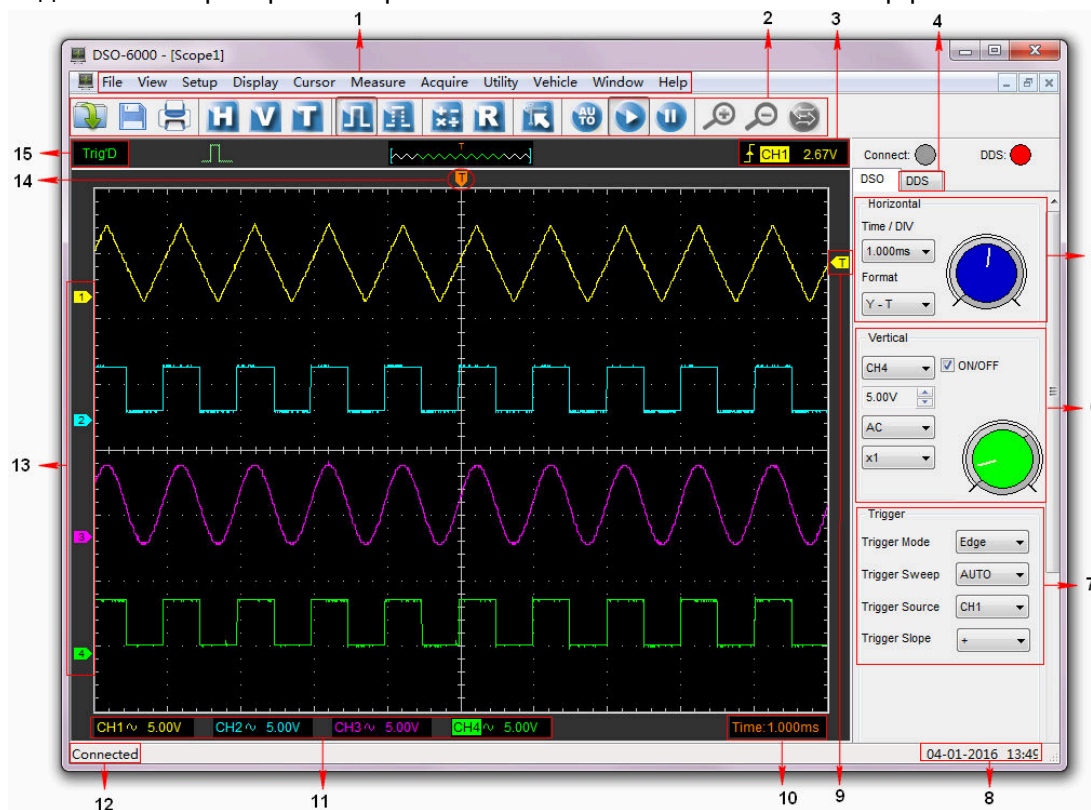 1 2 3 4
DSO-6000 - [Scope1]
File View Setup Display Cursor Measure Acquire Utility Vehicle Window Help
H V T R AU TO
15 Trig'D T CH1 2.67V Connect: DDS:
14 T DSO DDS
Horizontal
Time / DIV
1.000ms
T
Format
1
Y - T
Vertical
CH4 ON/OFF
5.00V
2
AC
13
x1
Trigger
3
Trigger Mode Edge
Trigger Sweep AUTO
7
Trigger Source CH1
Trigger Slope +
4
CH1 ∿ 5.00V CH2 ∿ 5.00V CH3 ∿ 5.00V CH4 ∿ 5.00V Time:1.000ms
Connected 04-01-2016 13:49
12 11 10 9 8